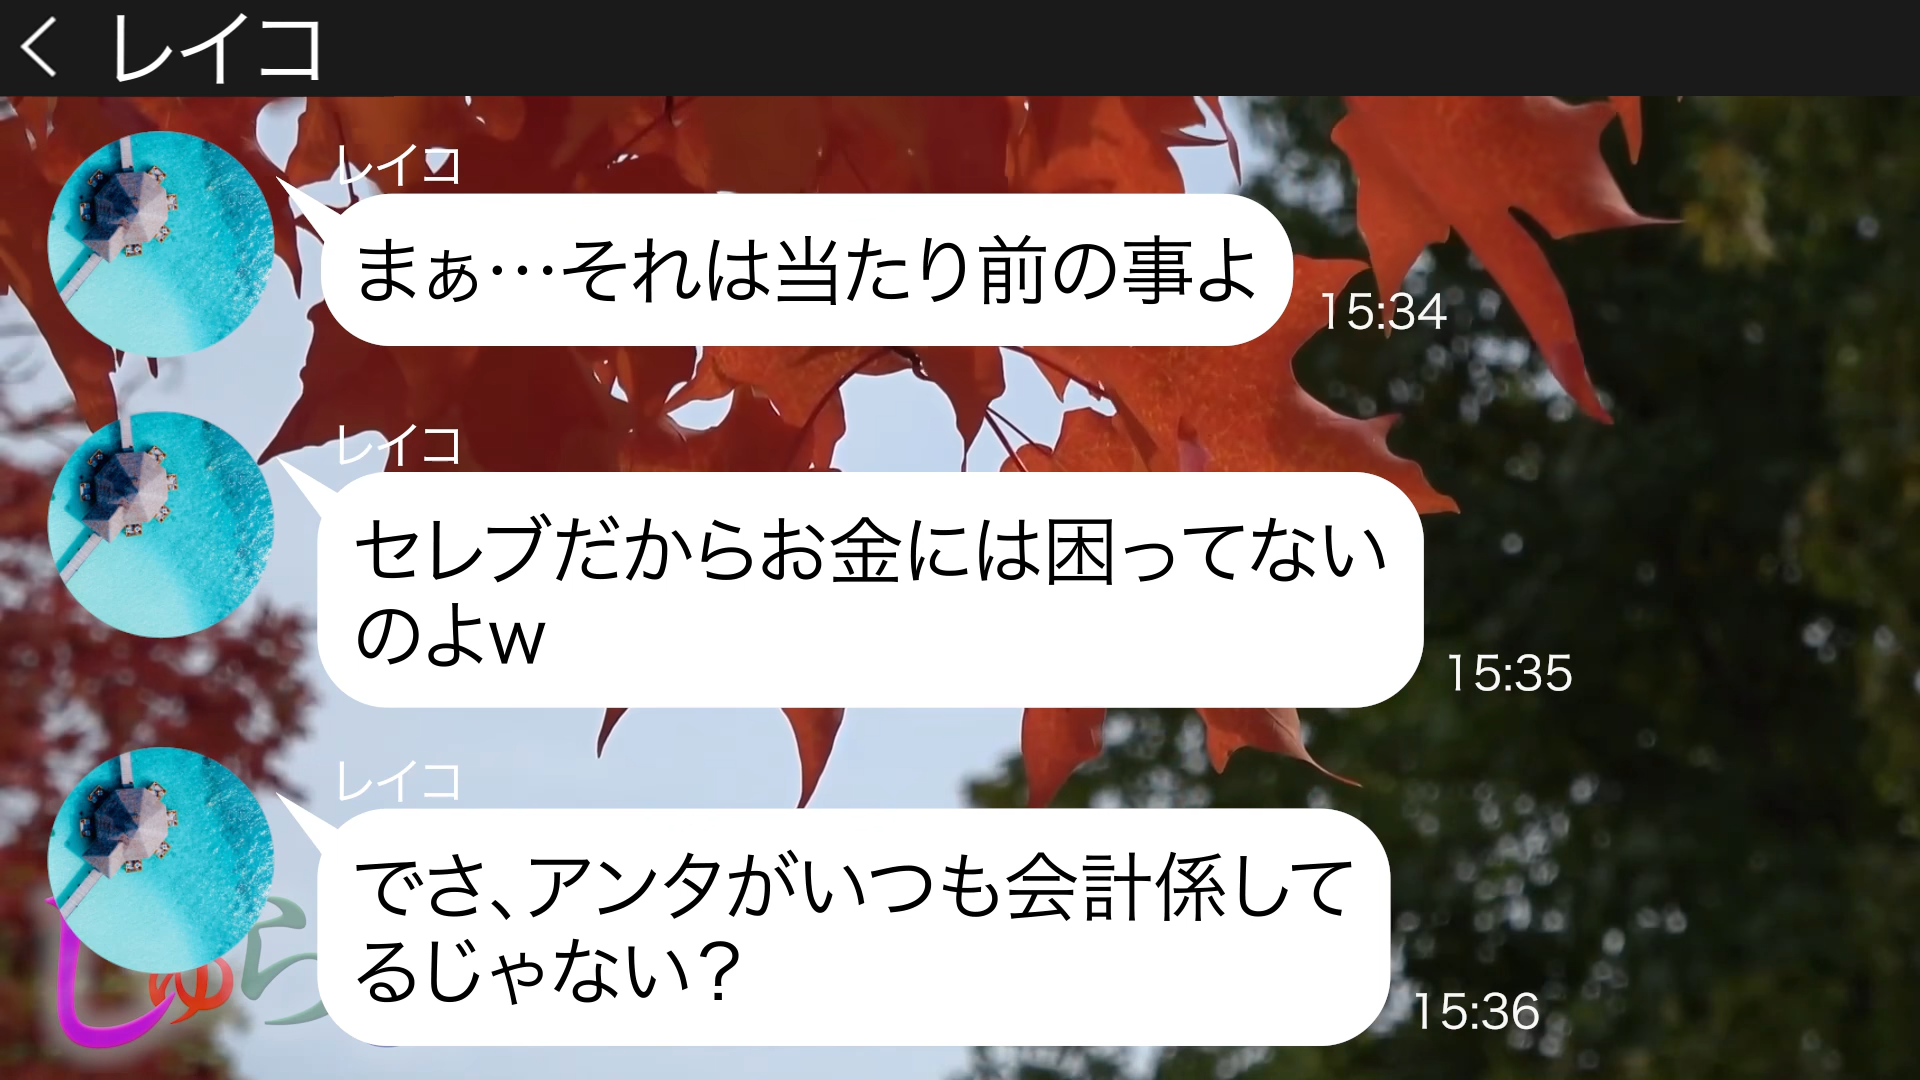 レイコ
レイコ
まぁ…それは当たり前の事よ
15:34
レイコ
セレブだからお金には困ってない
のよw
15:35
レイコ
でさ、アンタがいつも会計係して
るじゃない？
15:36
しゅら